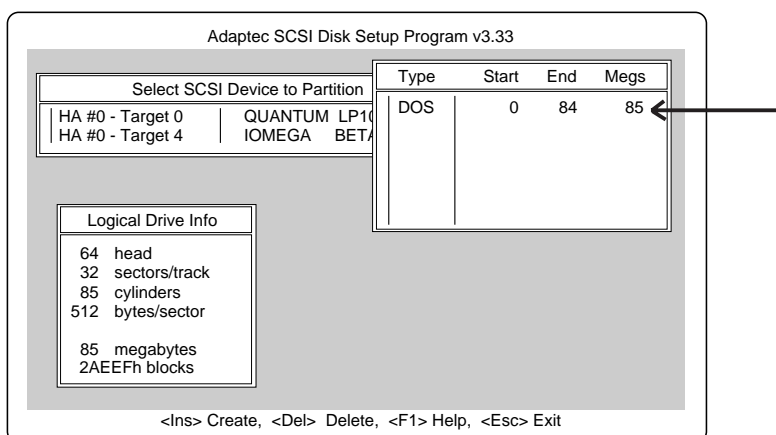 Adaptec SCSI Disk Setup Program v3.33
Select SCSI Device to Partition
HA #0 - Target 0 QUANTUM LP10
HA #0 - Target 4 IOMEGA BETA
Type Start End Megs
DOS 0 84 85
Logical Drive Info
64 head
32 sectors/track
85 cylinders
512 bytes/sector
85 megabytes
2AEEFh blocks
<Ins> Create, <Del> Delete, <F1> Help, <Esc> Exit